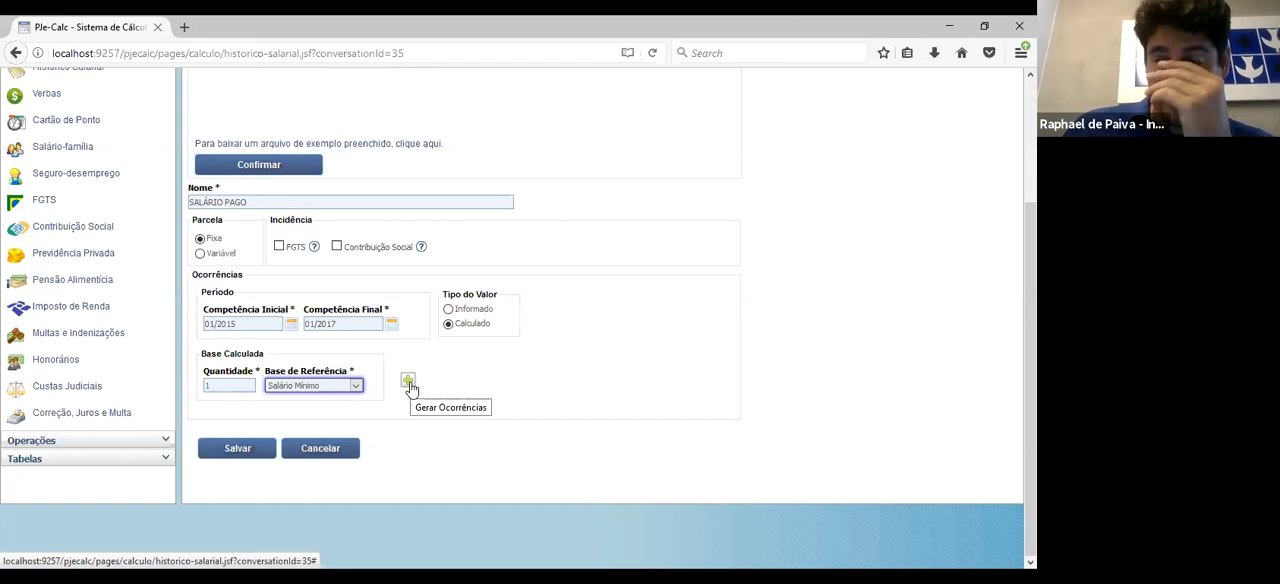 PJe-Calc - Sistema de Cálcu
localhost:9257/pjecalc/pages/calculo/historico-salarial.jsf?conversationId=35
Search
Histórico Salarial
Verbas
Cartão de Ponto
Salário-família
Seguro-desemprego
FGTS
Contribuição Social
Previdência Privada
Pensão Alimentícia
Imposto de Renda
Multas e Indenizações
Honorários
Custas Judiciais
Correção, Juros e Multa
Operações
Tabelas
Para baixar um arquivo de exemplo preenchido, clique aqui.
Confirmar
Nome *
SALÁRIO PAGO
Parcela
Fixa
Variável
Incidência
FGTS ?
Contribuição Social ?
Ocorrências
Período
Competência Inicial * Competência Final *
01/2015 01/2017
Tipo do Valor
Informado
Calculado
Base Calculada
Quantidade * Base de Referência *
1 Salário Mínimo
Gerar Ocorrências
Salvar Cancelar
localhost:9257/pjecalc/pages/calculo/historico-salarial.jsf?conversationId=35#
Raphael de Paiva - In...